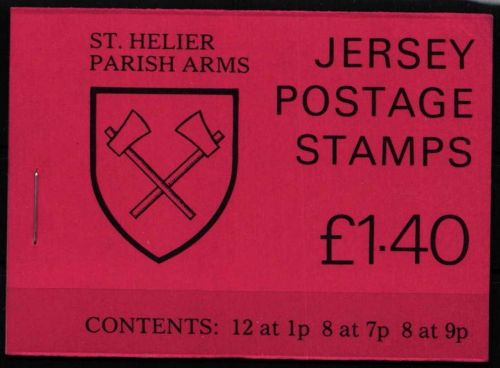 ST. HELIER
PARISH ARMS
JERSEY
POSTAGE
STAMPS
£1·40
CONTENTS: 12 at 1p 8 at 7p 8 at 9p